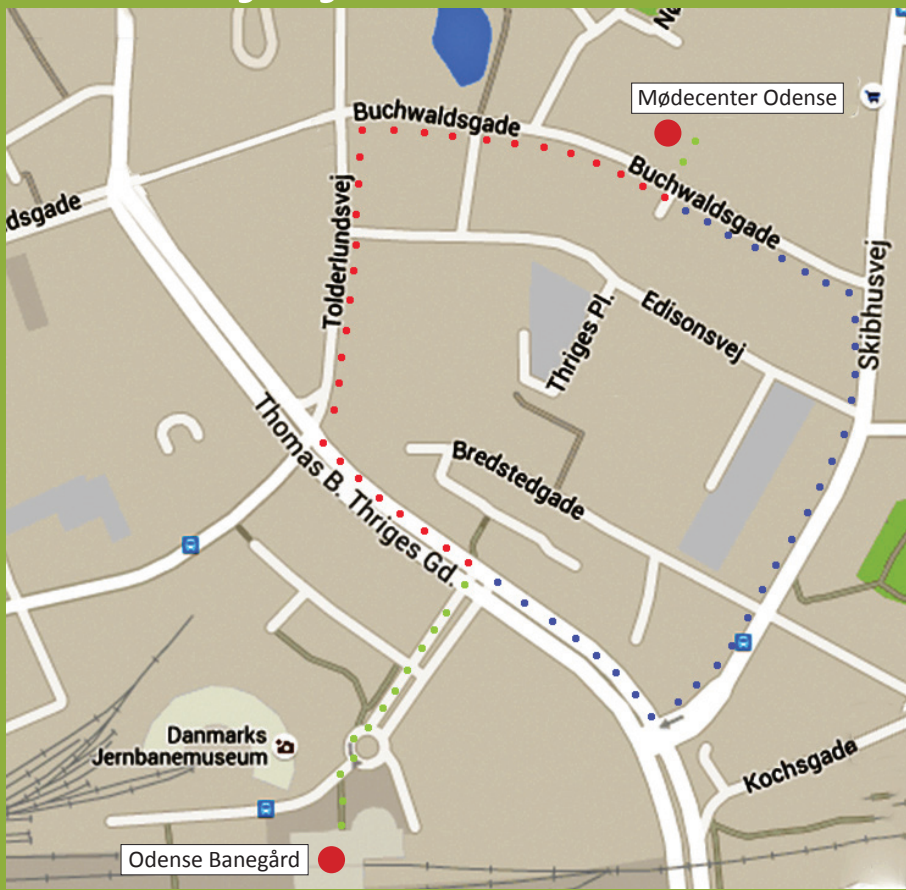 Nø
Buchwaldsgade
Mødecenter Odense
Buchwaldsgade
dsgade
Tolderlundsvej
Skibhusvej
Thriges Pl.
Edisonsvej
Thomas B. Thriges Gd.
Bredstedgade
Danmarks
Jernbanemuseum
Kochsgade
Odense Banegård